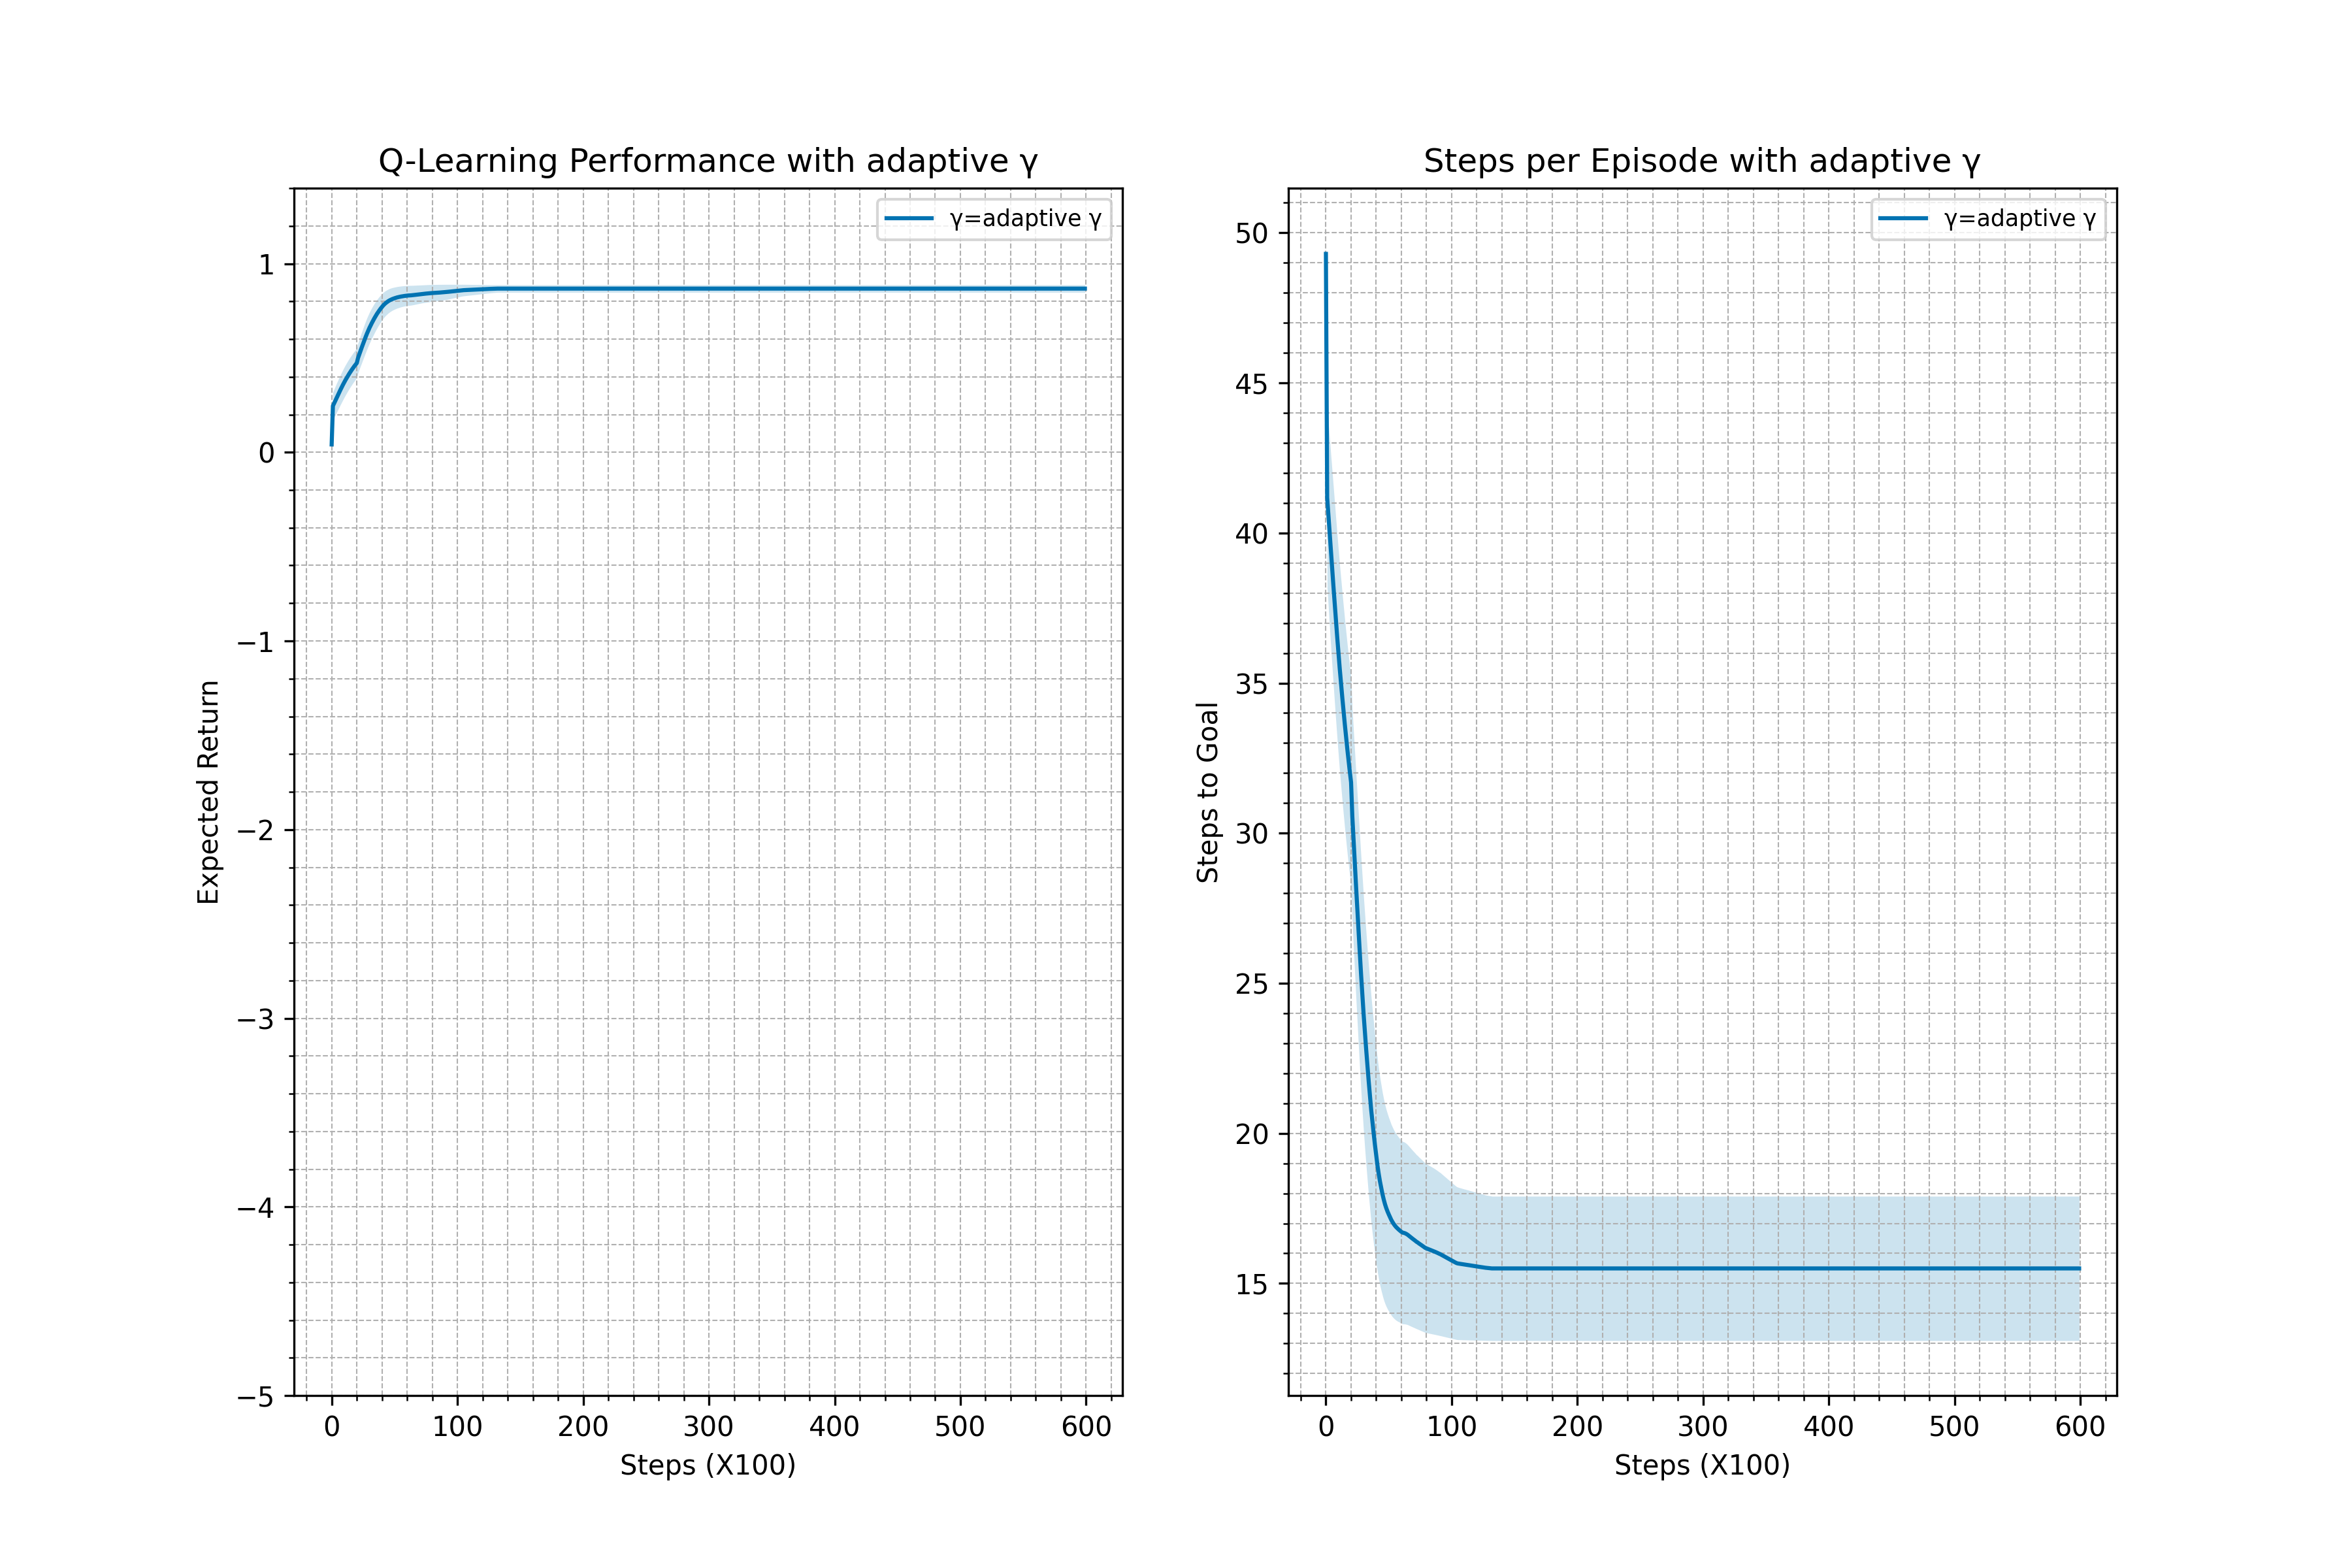 Q-Learning Performance with adaptive γ
γ=adaptive γ
1
0
−1
−2
−3
−4
−5
Expected Return
0 100 200 300 400 500 600
Steps (X100)
Steps per Episode with adaptive γ
γ=adaptive γ
50
45
40
35
30
25
20
15
Steps to Goal
0 100 200 300 400 500 600
Steps (X100)